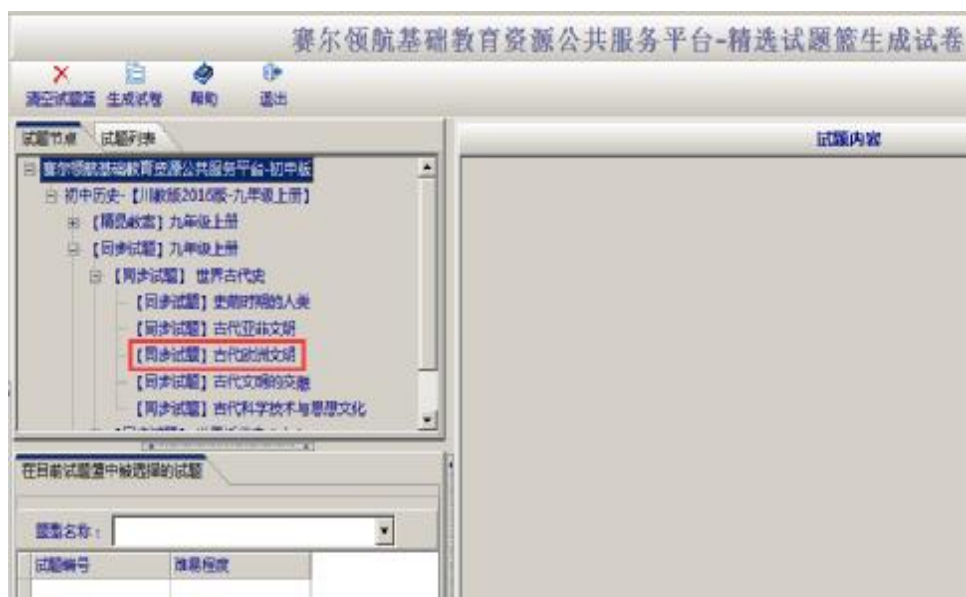 赛尔领航基础教育资源公共服务平台-精选试题篮生成试卷
清空试题篮 生成试卷 帮助 退出
试题节点 试题列表
试题内容
赛尔领航基础教育资源公共服务平台-初中版
初中历史-【川教版2016版-九年级上册】
【精品教案】九年级上册
【同步试题】九年级上册
【同步试题】 世界古代史
【同步试题】史前时期的人类
【同步试题】古代亚非文明
【同步试题】古代欧洲文明
【同步试题】古代文明的交融
【同步试题】古代科学技术与思想文化
在目前试题篮中被选择的试题
题型名称：
试题编号 难易程度